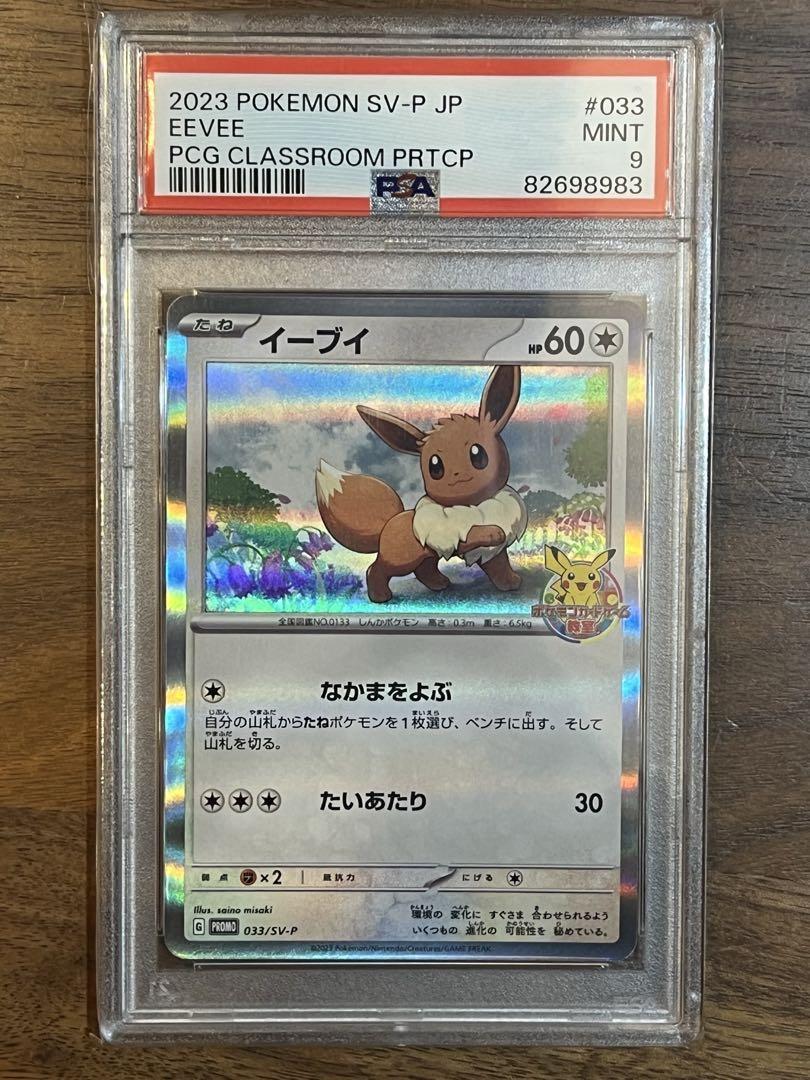 2023 POKEMON SV-P JP #033
EEVEE MINT
PCG CLASSROOM PRTCP 9
PSA 82698983
たね イーブイ HP60
ポケモンカードゲーム
教室
全国図鑑NO.0133 しんかポケモン 高さ:0.3m 重さ:6.5kg
なかまをよぶ
自分の山札からたねポケモンを1枚選び、ベンチに出す。そして
山札を切る。
たいあたり 30
弱点 ×2 抵抗力 にげる
Illus. saino misaki
環境の 変化に すぐさま 合わせられるよう
いくつもの 進化の 可能性を 秘めている。
G PROMO 033/SV-P
©2023 Pokémon/Nintendo/Creatures/GAME FREAK